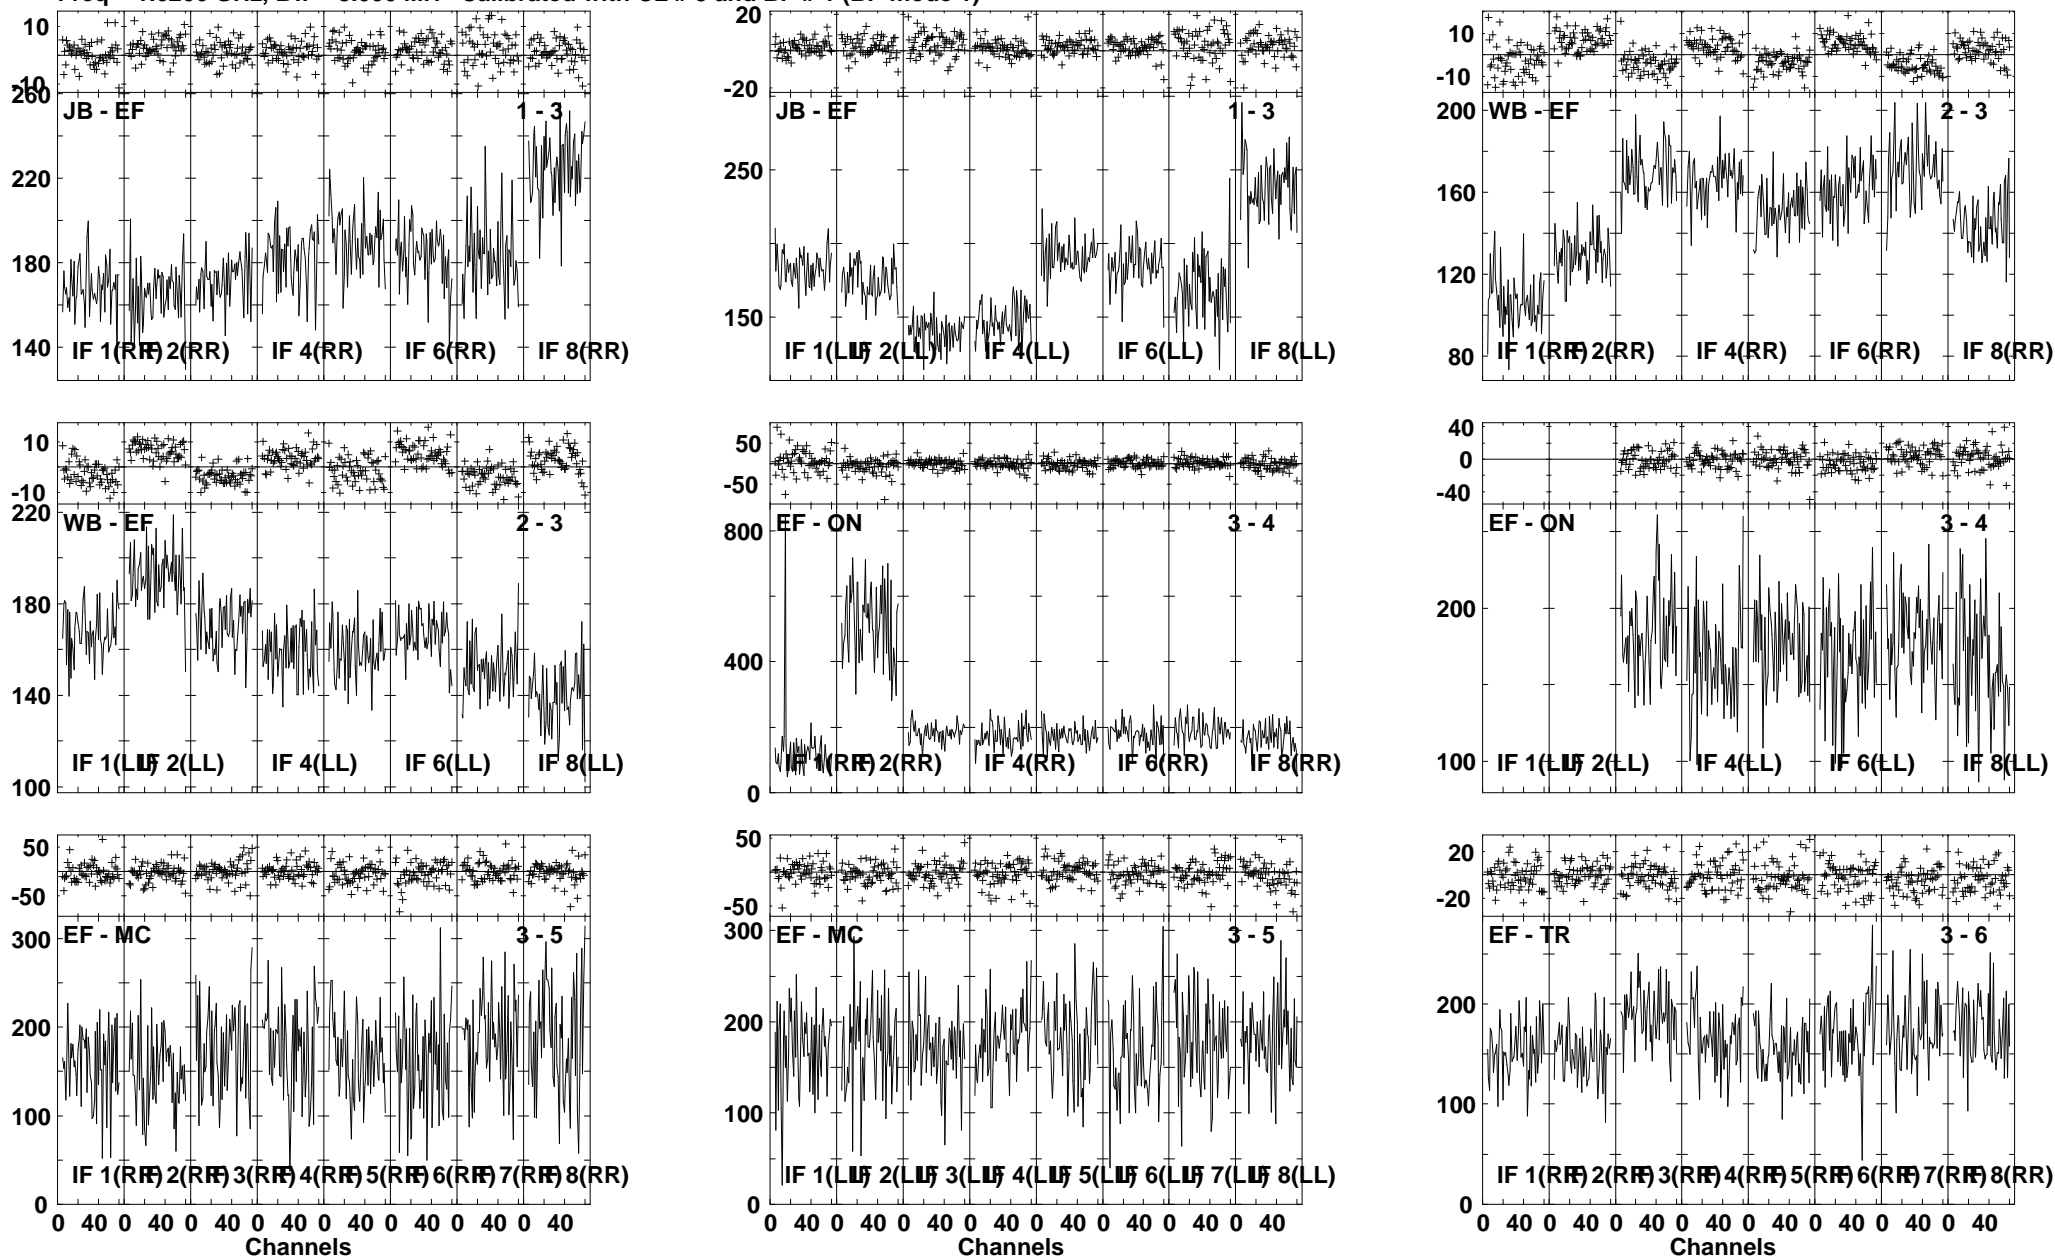 10
-10
260
220
180
140
JB - EF
1 - 3
IF 1(RR)
IF 2(RR)
IF 4(RR)
IF 6(RR)
IF 8(RR)
20
-20
250
150
JB - EF
1 - 3
IF 1(LL)
IF 2(LL)
IF 4(LL)
IF 6(LL)
IF 8(LL)
10
-10
200
160
120
80
WB - EF
2 - 3
IF 1(RR)
IF 2(RR)
IF 4(RR)
IF 6(RR)
IF 8(RR)
10
-10
220
180
140
100
WB - EF
2 - 3
IF 1(LL)
IF 2(LL)
IF 4(LL)
IF 6(LL)
IF 8(LL)
50
-50
800
400
0
EF - ON
3 - 4
IF 1(RR)
IF 2(RR)
IF 4(RR)
IF 6(RR)
IF 8(RR)
40
0
-40
200
100
EF - ON
3 - 4
IF 1(LL)
IF 2(LL)
IF 4(LL)
IF 6(LL)
IF 8(LL)
50
-50
300
200
100
0
EF - MC
3 - 5
IF 1(RR)
IF 2(RR)
IF 3(RR)
IF 4(RR)
IF 5(RR)
IF 6(RR)
IF 7(RR)
IF 8(RR)
0 40 0 40 0 40 0 40 0 40 0 40 0 40 0 40
Channels
50
-50
300
200
100
0
EF - MC
3 - 5
IF 1(LL)
IF 2(LL)
IF 3(LL)
IF 4(LL)
IF 5(LL)
IF 6(LL)
IF 7(LL)
IF 8(LL)
0 40 0 40 0 40 0 40 0 40 0 40 0 40 0 40
Channels
20
-20
200
100
0
EF - TR
3 - 6
IF 1(RR)
IF 2(RR)
IF 3(RR)
IF 4(RR)
IF 5(RR)
IF 6(RR)
IF 7(RR)
IF 8(RR)
0 40 0 40 0 40 0 40 0 40 0 40 0 40 0 40
Channels